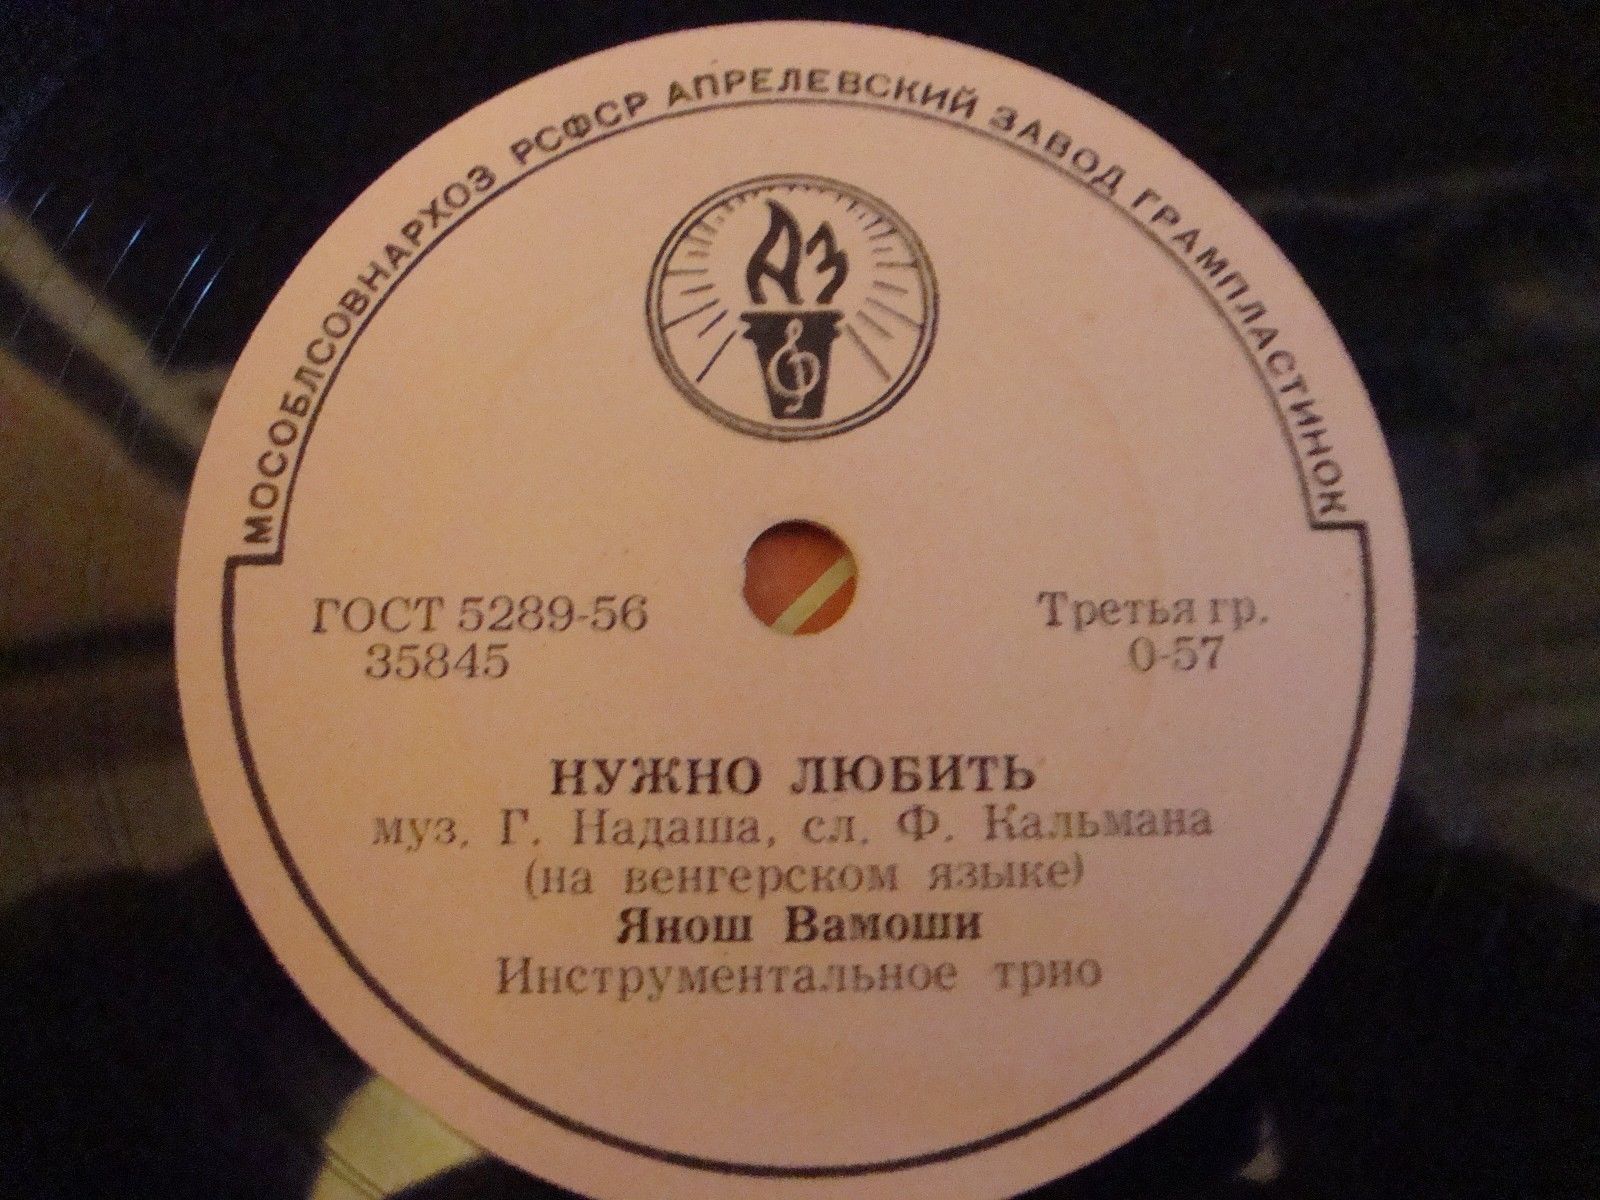 МОСОБЛСОВНАРХОЗ РСФСР АПРЕЛЕВСКИЙ ЗАВОД ГРАМПЛАСТИНОК
АЗ
ГОСТ 5289-56
35845
Третья гр.
0-57
НУЖНО ЛЮБИТЬ
муз. Г. Надаша, сл. Ф. Кальмана
(на венгерском языке)
Янош Вамоши
Инструментальное трио